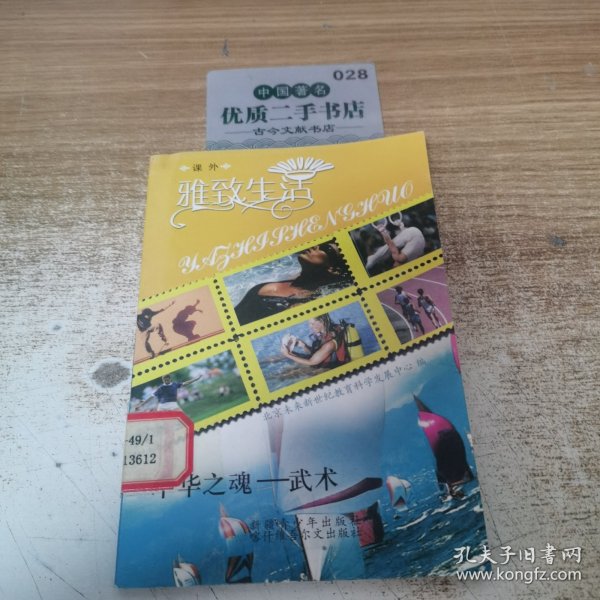 028
中国著名
优质二手书店
古今文献书店
课外
雅致生活
YAZHISHENGHUO
北京未来新世纪教育科学发展中心 编
-49/1
13612
中华之魂—武术
新疆青少年出版社
喀什维吾尔文出版社
孔夫子旧书网
www.kongfz.com